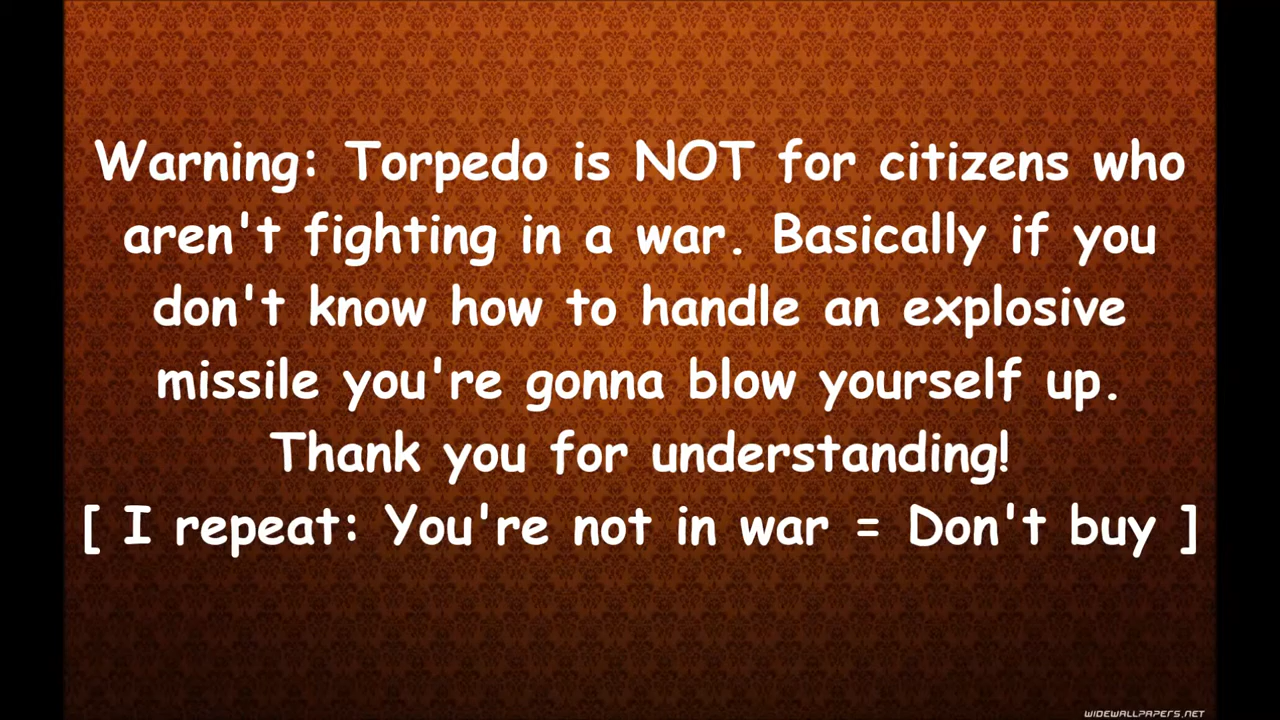 Warning: Torpedo is NOT for citizens who
aren't fighting in a war. Basically if you
don't know how to handle an explosive
missile you're gonna blow yourself up.
Thank you for understanding!
[ I repeat: You're not in war = Don't buy ]
WIDEWALLPAPERS.NET